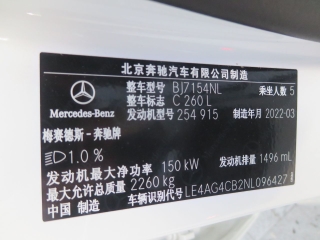 北京奔驰汽车有限公司制造
整车型号 BJ7154NL 乘坐人数 5
整车标志 C 260 L
Mercedes-Benz 发动机型号 254 915 制造年月 2022-03
梅赛德斯-奔驰牌
1.0 %
发动机最大净功率 150 kW 发动机排量 1496 mL
最大允许总质量 2260 kg
中国 制造 车辆识别代号 LE4AG4CB2NL096427